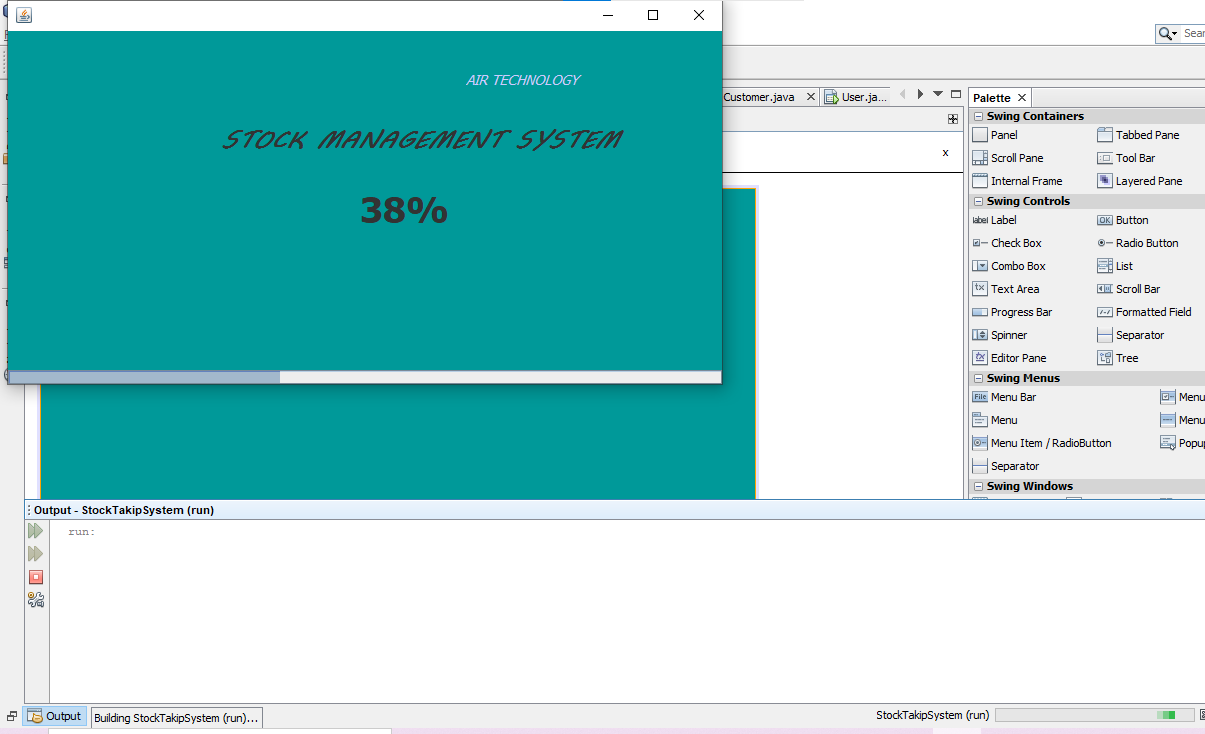 AIR TECHNOLOGY
STOCK MANAGEMENT SYSTEM
38%
Customer.java
User.ja...
x
Palette
Swing Containers
Panel
Tabbed Pane
Scroll Pane
Tool Bar
Internal Frame
Layered Pane
Swing Controls
label Label
OK Button
Check Box
Radio Button
Combo Box
List
Text Area
Scroll Bar
Progress Bar
Formatted Field
Spinner
Separator
Editor Pane
Tree
Swing Menus
File Menu Bar
Menu
Menu
Menu Item / RadioButton
Separator
Swing Windows
Output - StockTakipSystem (run)
run:
Output
Building StockTakipSystem (run)...
StockTakipSystem (run)